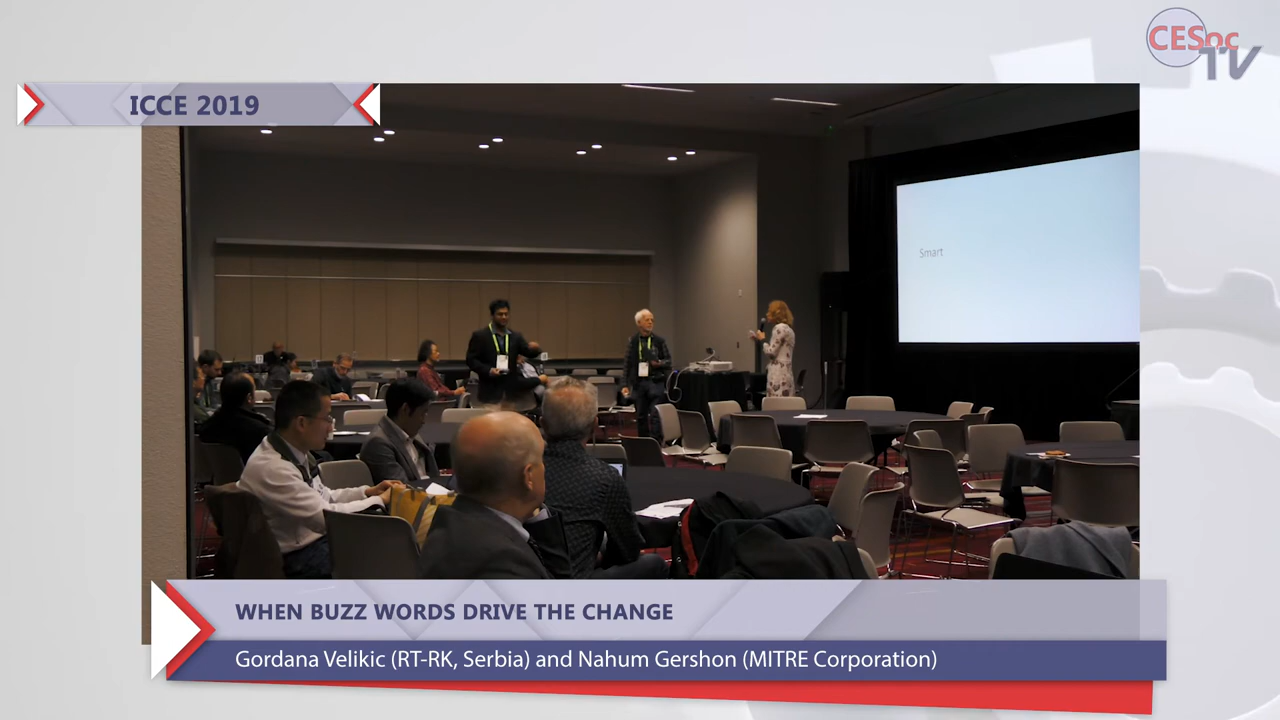 CESoc
TV
ICCE 2019
Smart
WHEN BUZZ WORDS DRIVE THE CHANGE
Gordana Velikic (RT-RK, Serbia) and Nahum Gershon (MITRE Corporation)